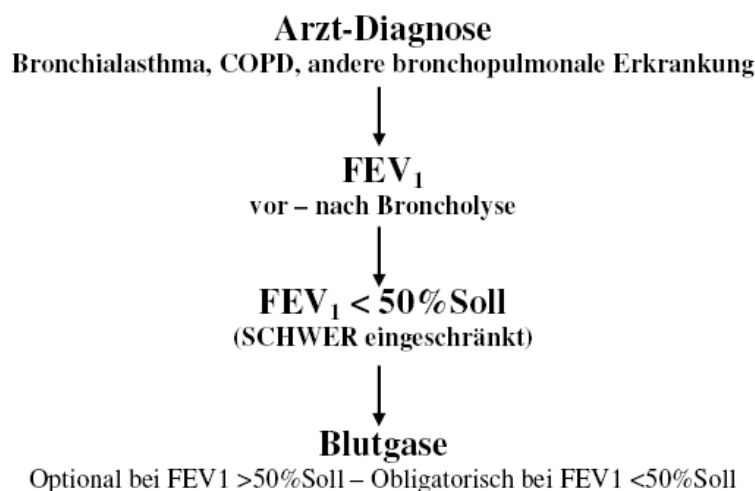 Arzt-Diagnose
Bronchialasthma, COPD, andere bronchopulmonale Erkrankung
FEV₁
vor – nach Broncholyse
FEV₁ < 50%Soll
(SCHWER eingeschränkt)
Blutgase
Optional bei FEV1 >50%Soll – Obligatorisch bei FEV1 <50%Soll